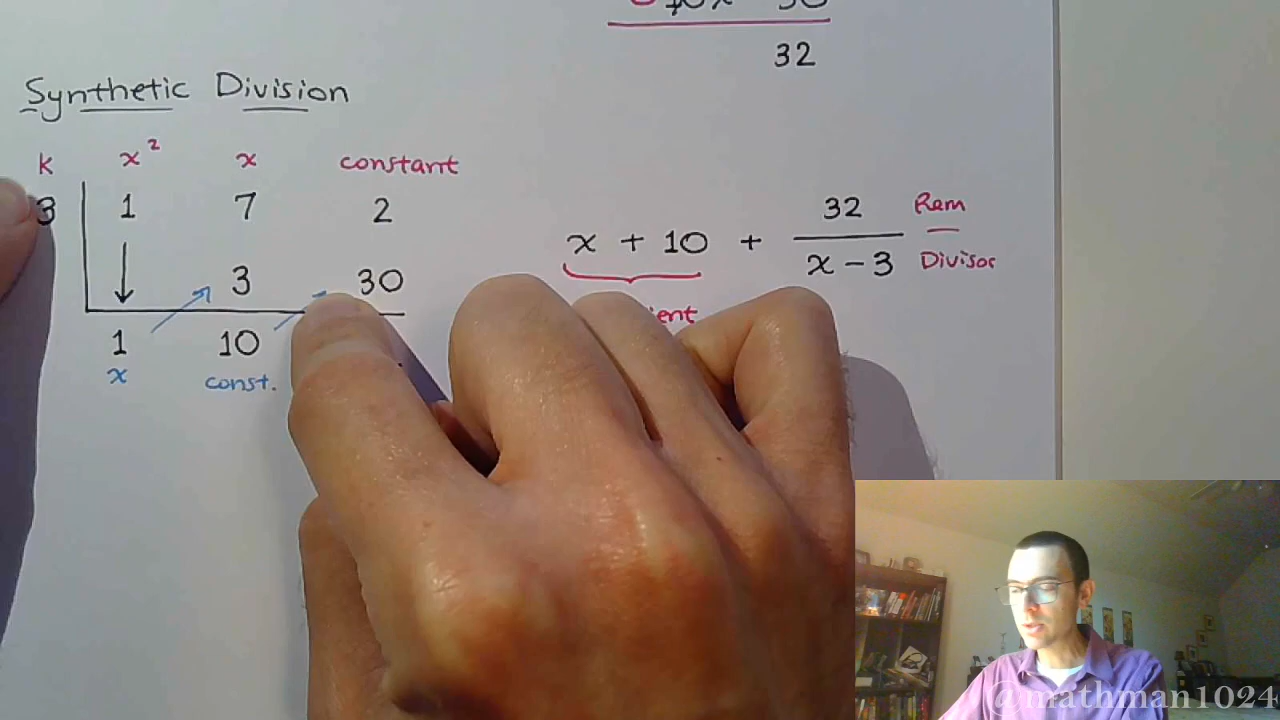 32
Synthetic Division
k x² x constant
3 1 7 2
3 30
1 10
x const.
32 Rem
x + 10 +
x - 3 Divisor
@mathman1024